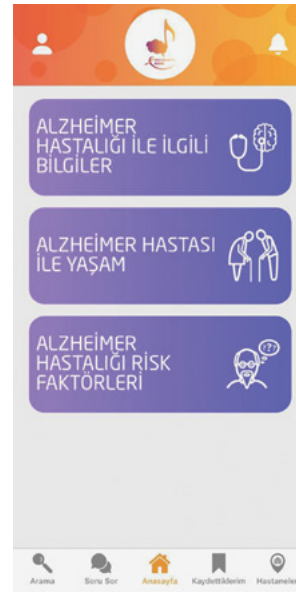 ALZHEİMER
HASTALIĞI İLE İLGİLİ
BİLGİLER
ALZHEİMER HASTASI
İLE YAŞAM
???
ALZHEİMER
HASTALIĞI RİSK
FAKTÖRLERİ
Arama Soru Sor Anasayfa Kaydettiklerim Hastaneler